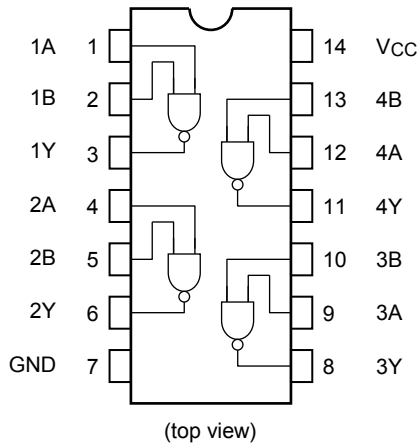 1A 1 14 VCC
1B 2 13 4B
1Y 3 12 4A
2A 4 11 4Y
2B 5 10 3B
2Y 6 9 3A
GND 7 8 3Y
(top view)